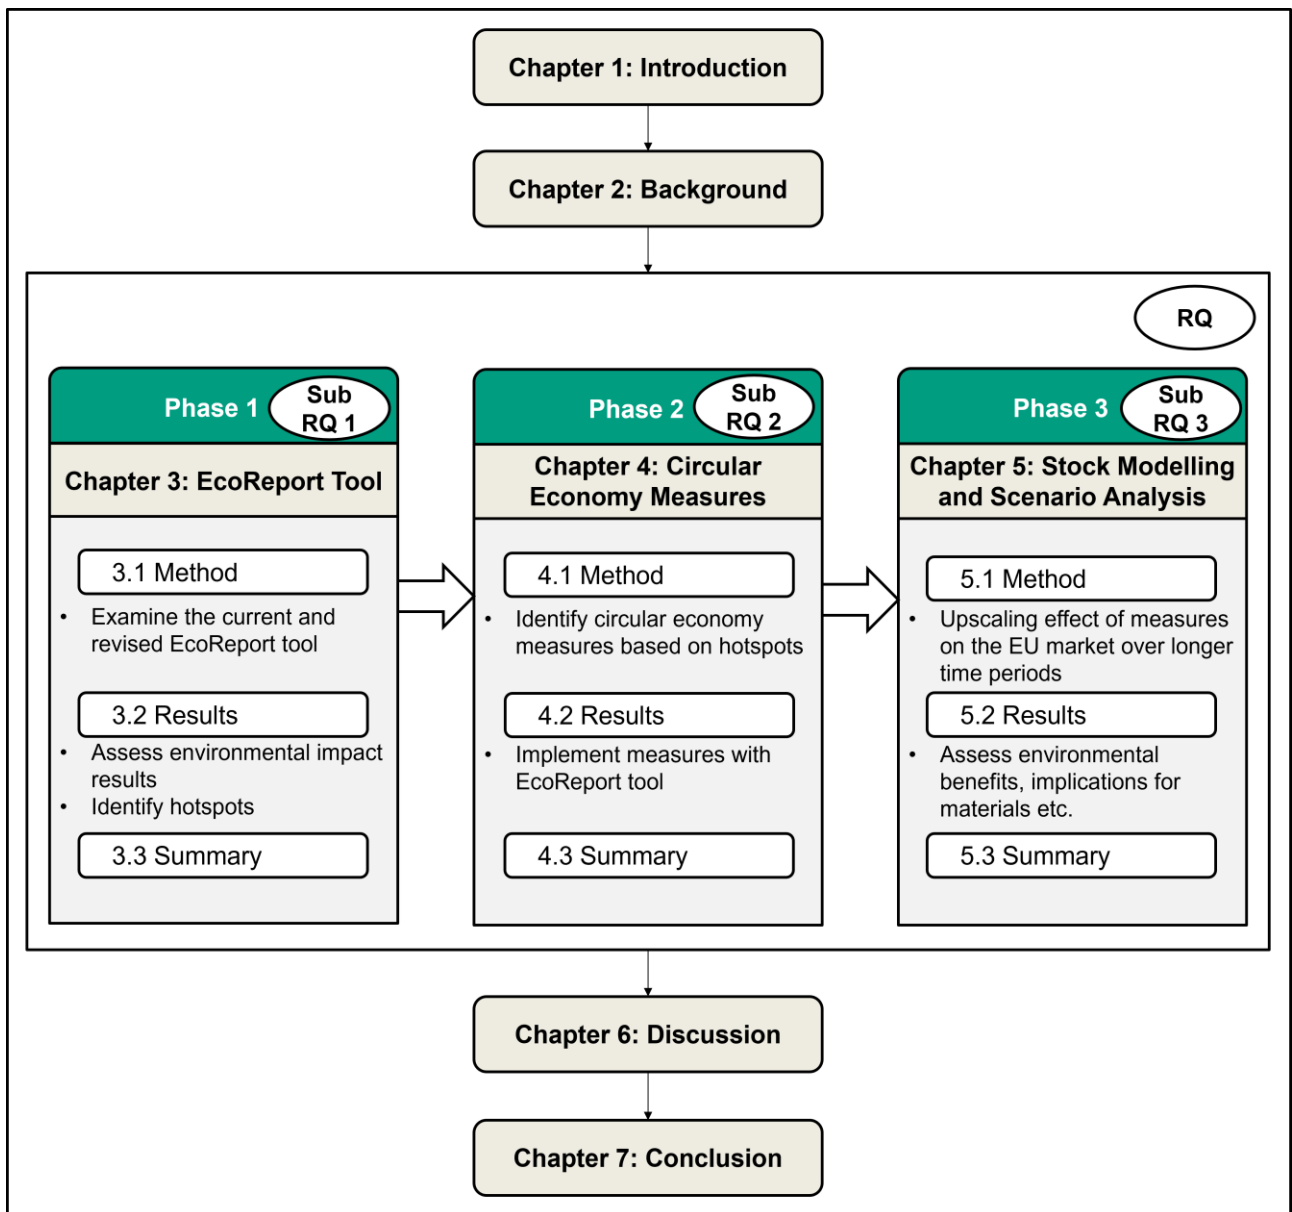 Chapter 1: Introduction
Chapter 2: Background
RQ
Phase 1
Sub
RQ 1
Chapter 3: EcoReport Tool
3.1 Method
• Examine the current and
revised EcoReport tool
3.2 Results
• Assess environmental impact
results
• Identify hotspots
3.3 Summary
Phase 2
Sub
RQ 2
Chapter 4: Circular
Economy Measures
4.1 Method
• Identify circular economy
measures based on hotspots
4.2 Results
• Implement measures with
EcoReport tool
4.3 Summary
Phase 3
Sub
RQ 3
Chapter 5: Stock Modelling
and Scenario Analysis
5.1 Method
• Upscaling effect of measures
on the EU market over longer
time periods
5.2 Results
• Assess environmental
benefits, implications for
materials etc.
5.3 Summary
Chapter 6: Discussion
Chapter 7: Conclusion